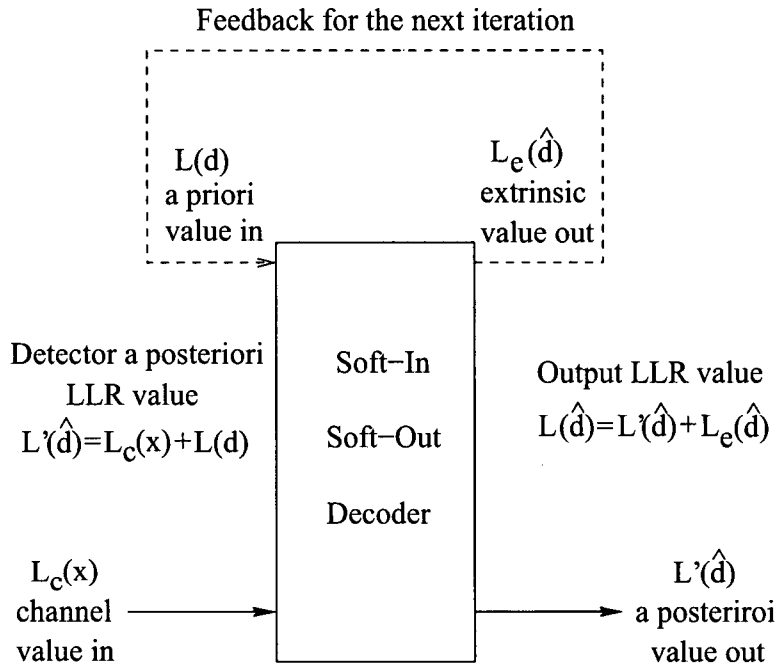 Feedback for the next iteration
L(d)
a priori
value in
L_e(d̂)
extrinsic
value out
Detector a posteriori
LLR value
L'(d̂)=L_c(x)+L(d)
Soft−In
Soft−Out
Decoder
Output LLR value
L(d̂)=L'(d̂)+L_e(d̂)
L_c(x)
channel
value in
L'(d̂)
a posteriroi
value out